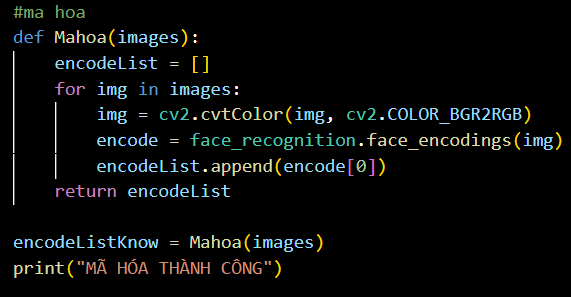 #ma hoa
def Mahoa(images):
    encodeList = []
    for img in images:
        img = cv2.cvtColor(img, cv2.COLOR_BGR2RGB)
        encode = face_recognition.face_encodings(img)
        encodeList.append(encode[0])
    return encodeList

encodeListKnow = Mahoa(images)
print("MÃ HÓA THÀNH CÔNG")